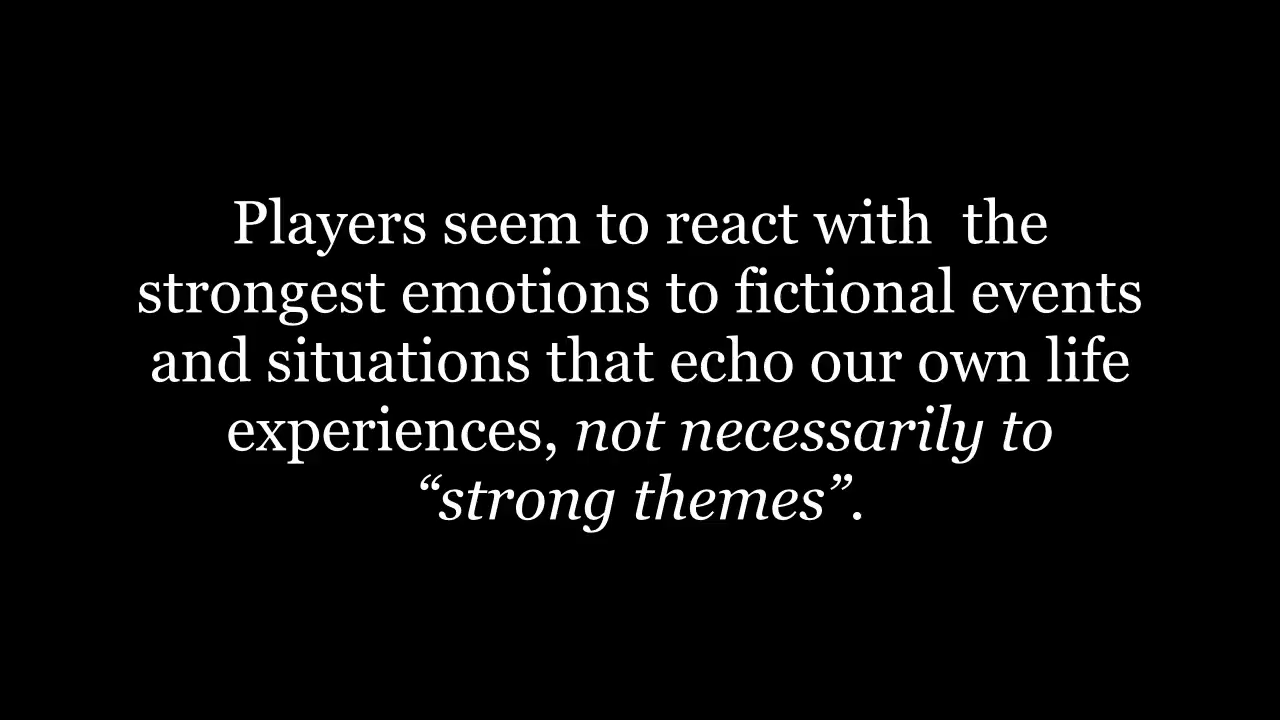 Players seem to react with  the
strongest emotions to fictional events
and situations that echo our own life
experiences, not necessarily to
“strong themes”.